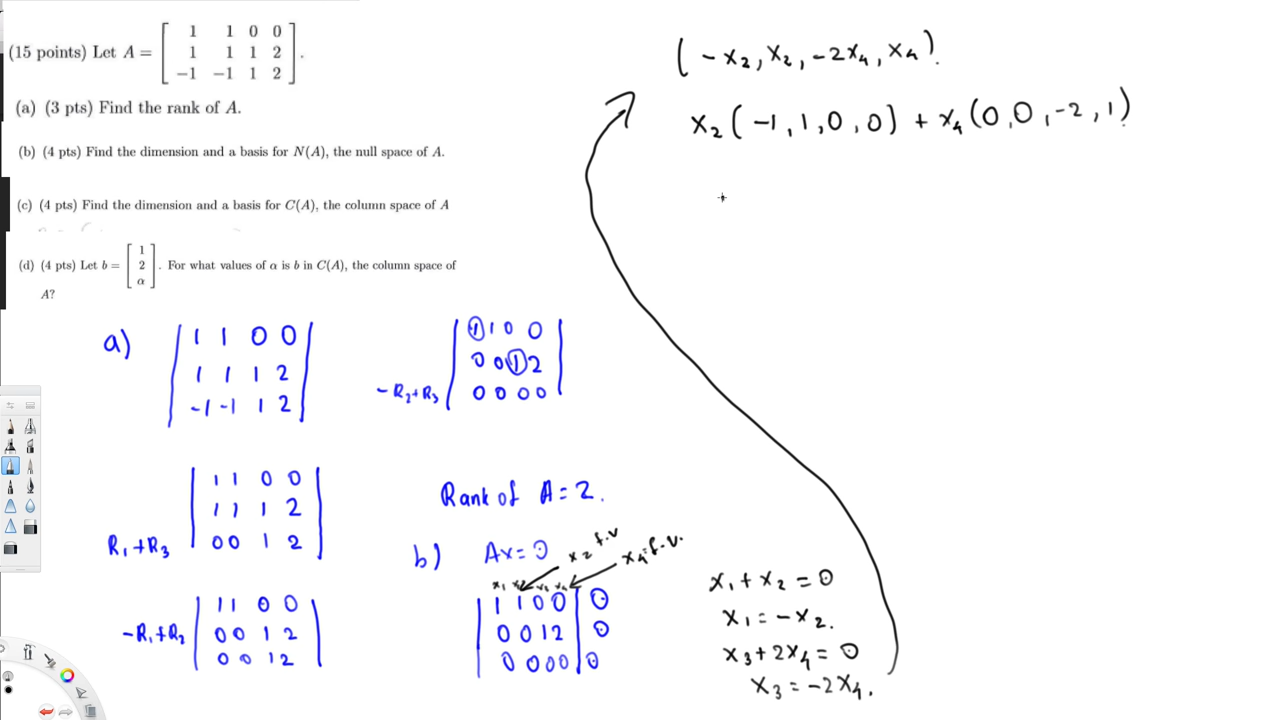 (15 points) Let A = [ 1 1 0 0
1 1 1 2
−1 −1 1 2 ].
(a) (3 pts) Find the rank of A.
(b) (4 pts) Find the dimension and a basis for N(A), the null space of A.
(c) (4 pts) Find the dimension and a basis for C(A), the column space of A
(d) (4 pts) Let b = [ 1 2 α ]. For what values of α is b in C(A), the column space of
A?
a) | 1 1 0 0 |
| 1 1 1 2 |
| -1 -1 1 2 |
R₁+R₃ | 1 1 0 0 |
| 1 1 1 2 |
| 0 0 1 2 |
-R₁+R₂ | 1 1 0 0 |
| 0 0 1 2 |
| 0 0 1 2 |
-R₂+R₃ | 1 1 0 0 |
| 0 0 1 2 |
| 0 0 0 0 |
Rank of A = 2.
b) Ax = 0
x₂ f.v
x₄ = f.v.
x₁ x₂ x₃ x₄
| 1 1 0 0 | 0
| 0 0 1 2 | 0
| 0 0 0 0 | 0
x₁ + x₂ = 0
x₁ = -x₂.
x₃ + 2x₄ = 0
x₃ = -2x₄.
(-x₂, x₂, -2x₄, x₄).
x₂(-1, 1, 0, 0) + x₄(0, 0, -2, 1)